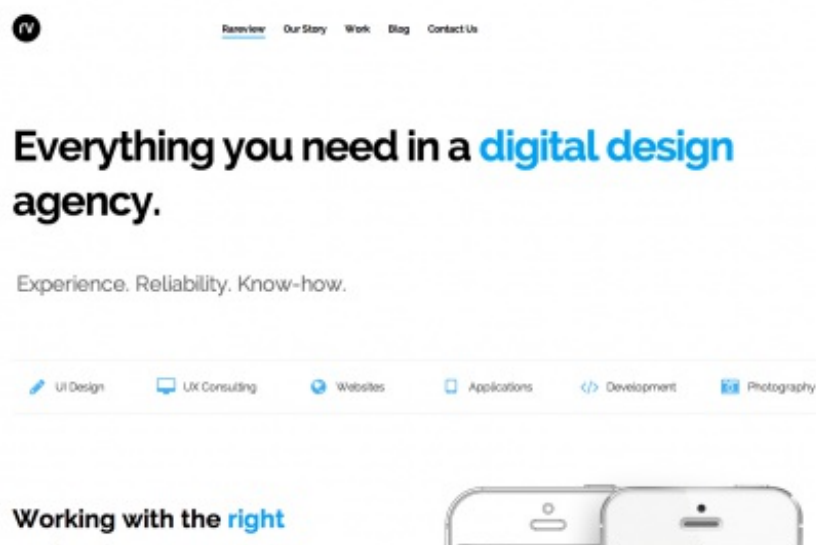 rv
Rareview Our Story Work Blog Contact Us
Everything you need in a digital design
agency.
Experience. Reliability. Know-how.
UI Design UX Consulting Websites Applications Development Photography
Working with the right